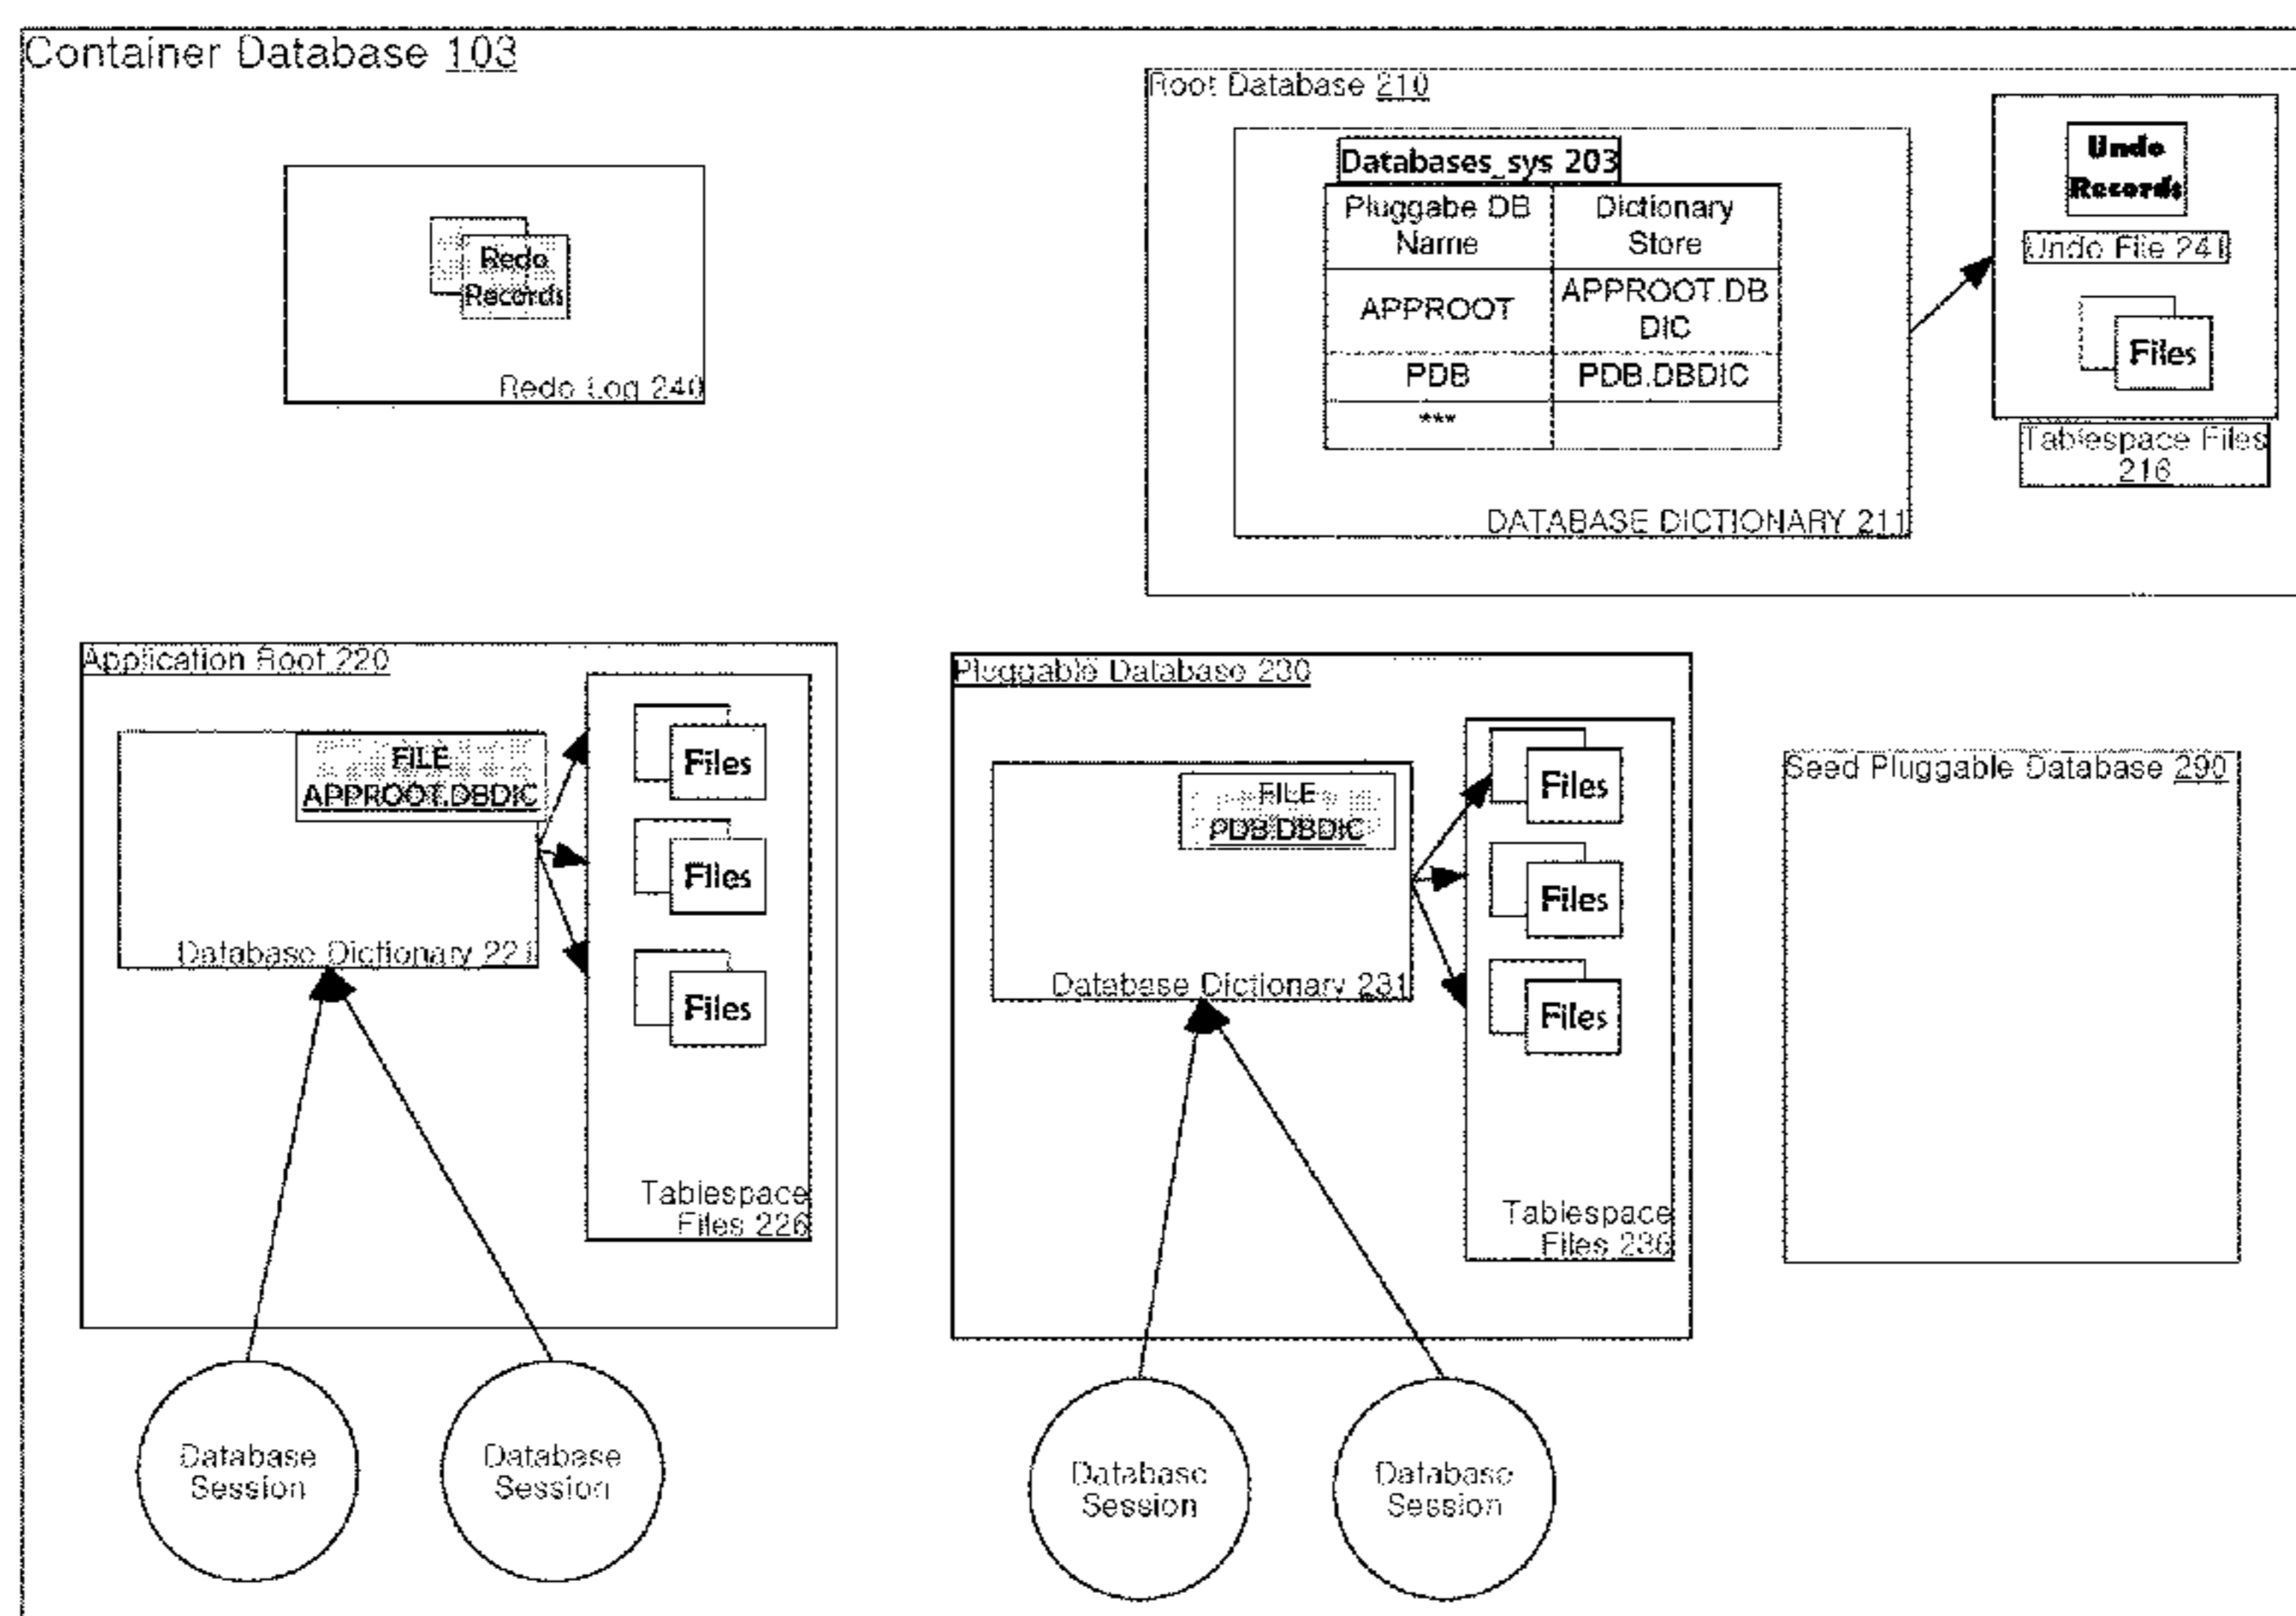 Container Database 103
Root Database 210
Databases_sys 203
Pluggabe DB
Name
Dictionary
Store
APPROOT
APPROOT.DB
DIC
PDB
PDB.DBDIC
***
DATABASE DICTIONARY 211
Undo
Records
Undo File 241
Files
Tablespace Files
216
Redo
Records
Redo Log 240
Application Root 220
FILE
APPROOT.DBDIC
Database Dictionary 221
Files
Files
Files
Tablespace
Files 226
Pluggable Database 230
FILE
PDB.DBDIC
Database Dictionary 231
Files
Files
Files
Tablespace
Files 236
Seed Pluggable Database 290
Database
Session
Database
Session
Database
Session
Database
Session